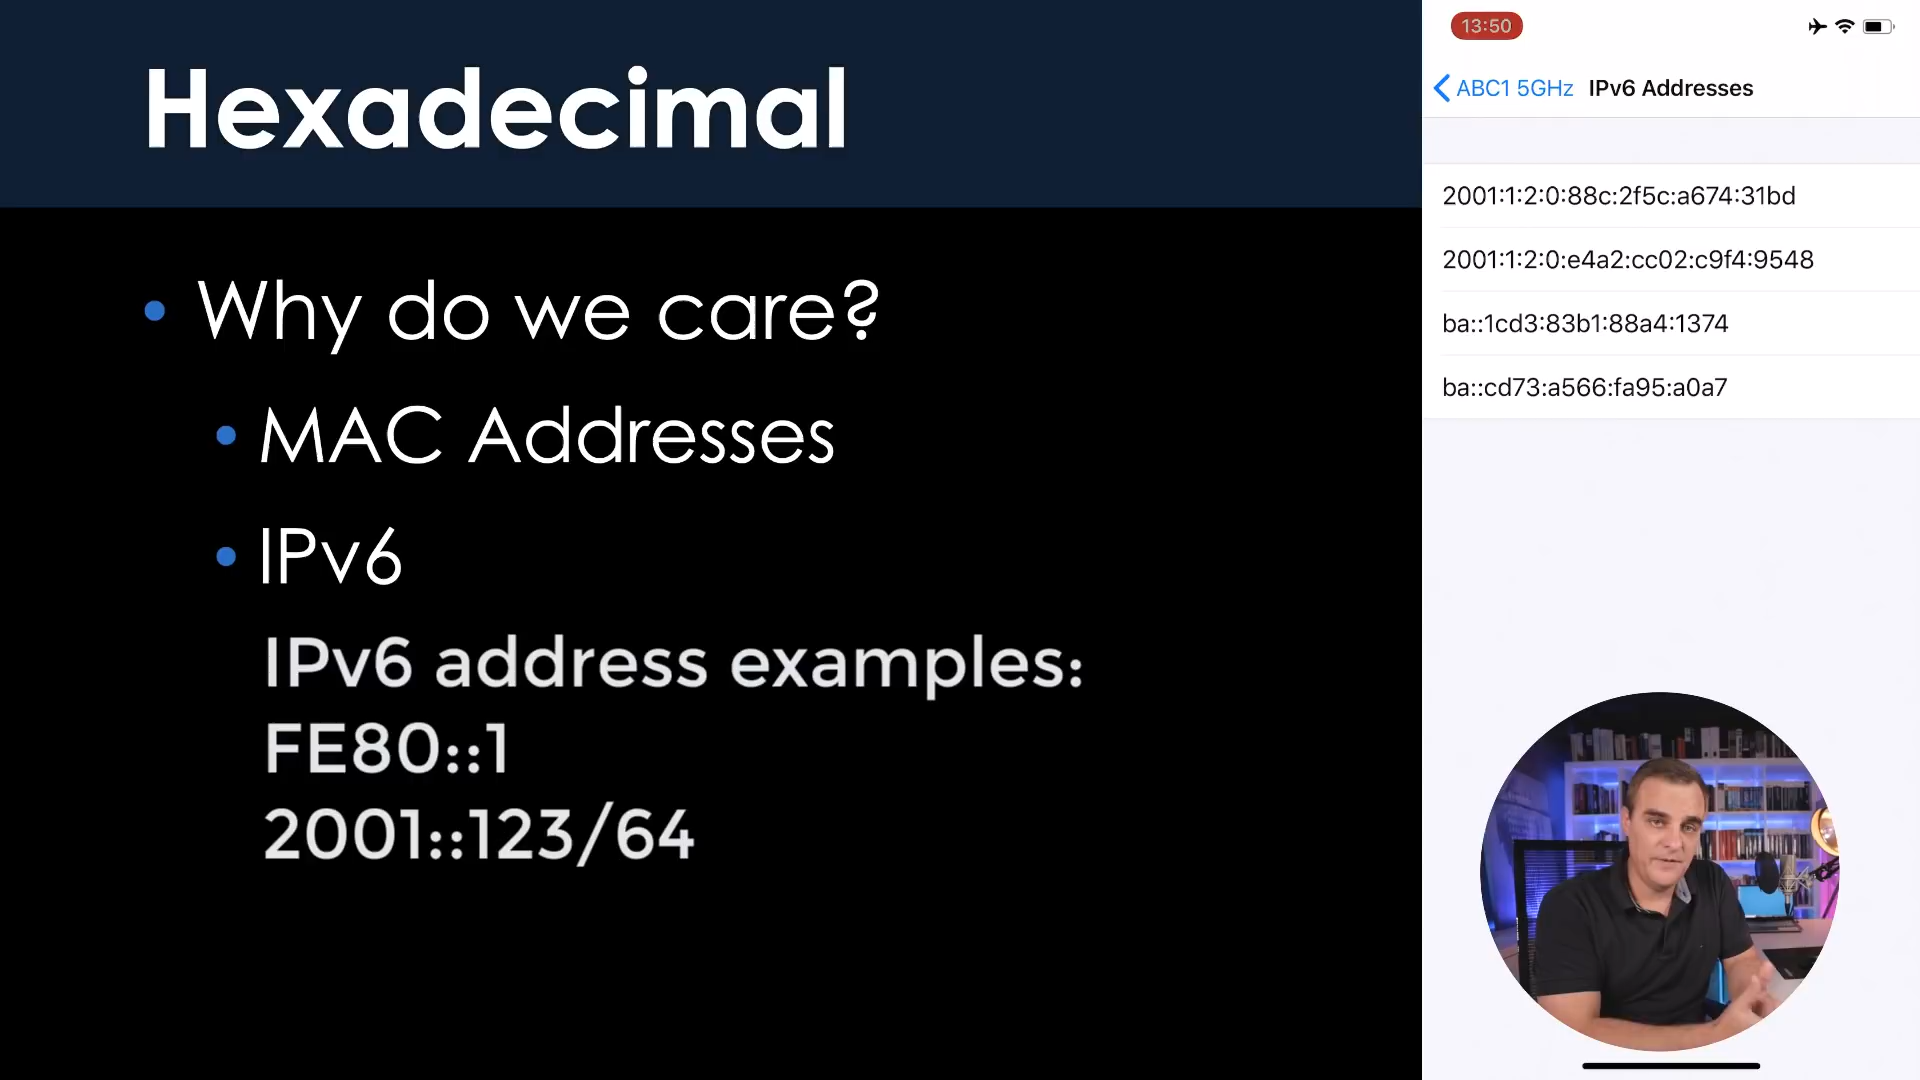 Hexadecimal
Why do we care?
MAC Addresses
IPv6
IPv6 address examples:
FE80::1
2001::123/64
13:50
ABC1 5GHz IPv6 Addresses
2001:1:2:0:88c:2f5c:a674:31bd
2001:1:2:0:e4a2:cc02:c9f4:9548
ba::1cd3:83b1:88a4:1374
ba::cd73:a566:fa95:a0a7